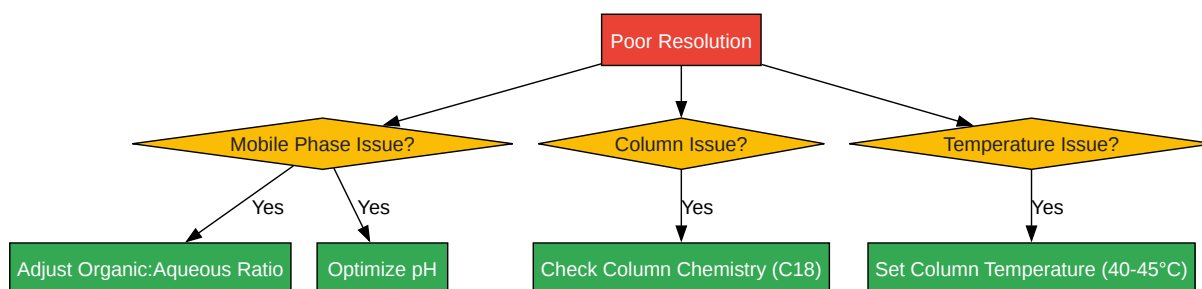 Poor Resolution
Mobile Phase Issue?
Column Issue?
Temperature Issue?
Yes
Yes
Yes
Yes
Adjust Organic:Aqueous Ratio
Optimize pH
Check Column Chemistry (C18)
Set Column Temperature (40-45°C)